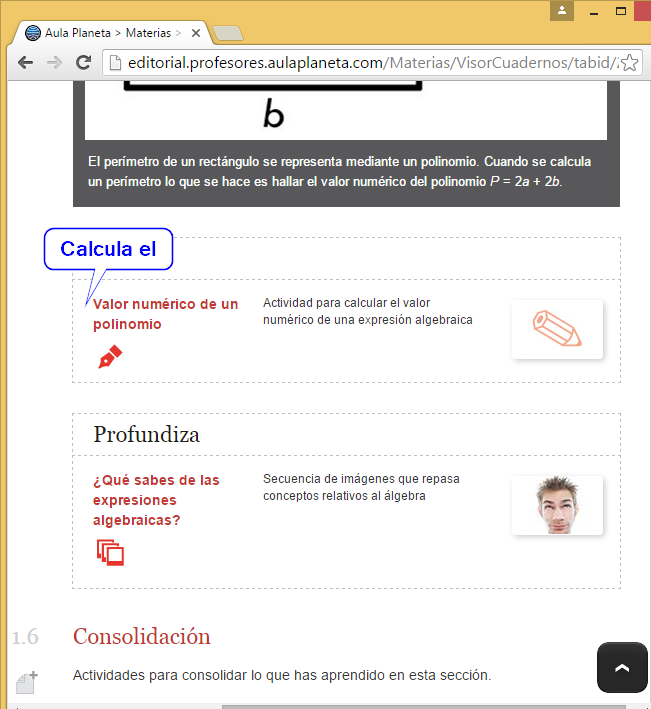 Aula Planeta > Materias >
editorial.profesores.aulaplaneta.com/Materias/VisorCuadernos/tabid/
b
El perímetro de un rectángulo se representa mediante un polinomio. Cuando se calcula
un perímetro lo que se hace es hallar el valor numérico del polinomio P = 2a + 2b.
Calcula el
Valor numérico de un
polinomio
Actividad para calcular el valor
numérico de una expresión algebraica
Profundiza
¿Qué sabes de las
expresiones
algebraicas?
Secuencia de imágenes que repasa
conceptos relativos al álgebra
1.6 Consolidación
Actividades para consolidar lo que has aprendido en esta sección.